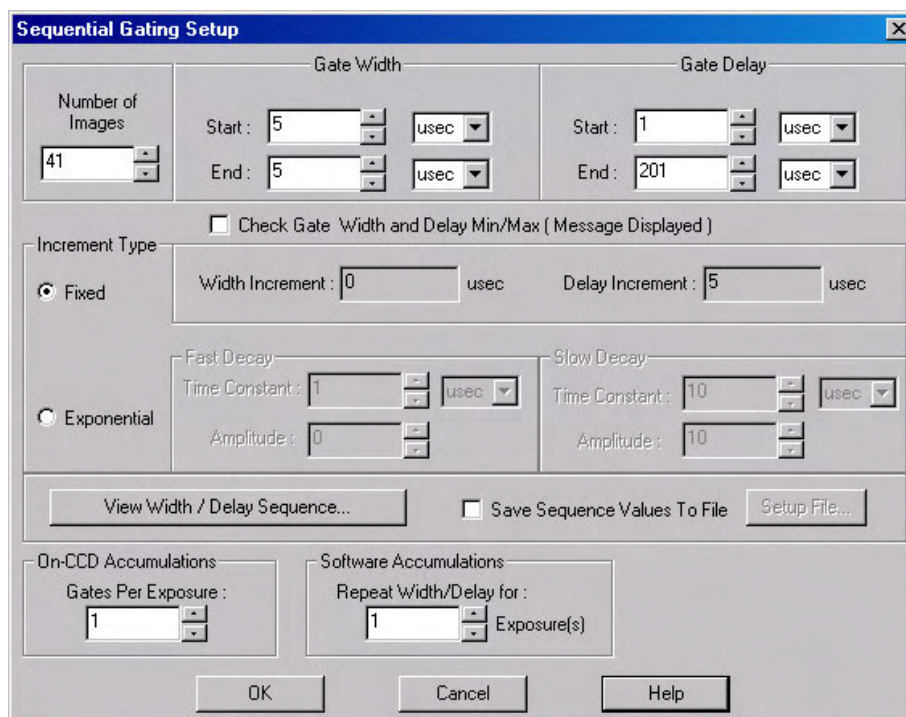 Sequential Gating Setup
Number of
Images
41
Gate Width
Start : 5 usec
End : 5 usec
Gate Delay
Start : 1 usec
End : 201 usec
Check Gate Width and Delay Min/Max ( Message Displayed )
Increment Type
Fixed
Width Increment : 0 usec
Delay Increment : 5 usec
Exponential
Fast Decay
Time Constant : 1 usec
Amplitude : 0
Slow Decay
Time Constant : 10 usec
Amplitude : 10
View Width / Delay Sequence...
Save Sequence Values To File
Setup File...
On-CCD Accumulations
Gates Per Exposure :
1
Software Accumulations
Repeat Width/Delay for :
1 Exposure(s)
OK
Cancel
Help